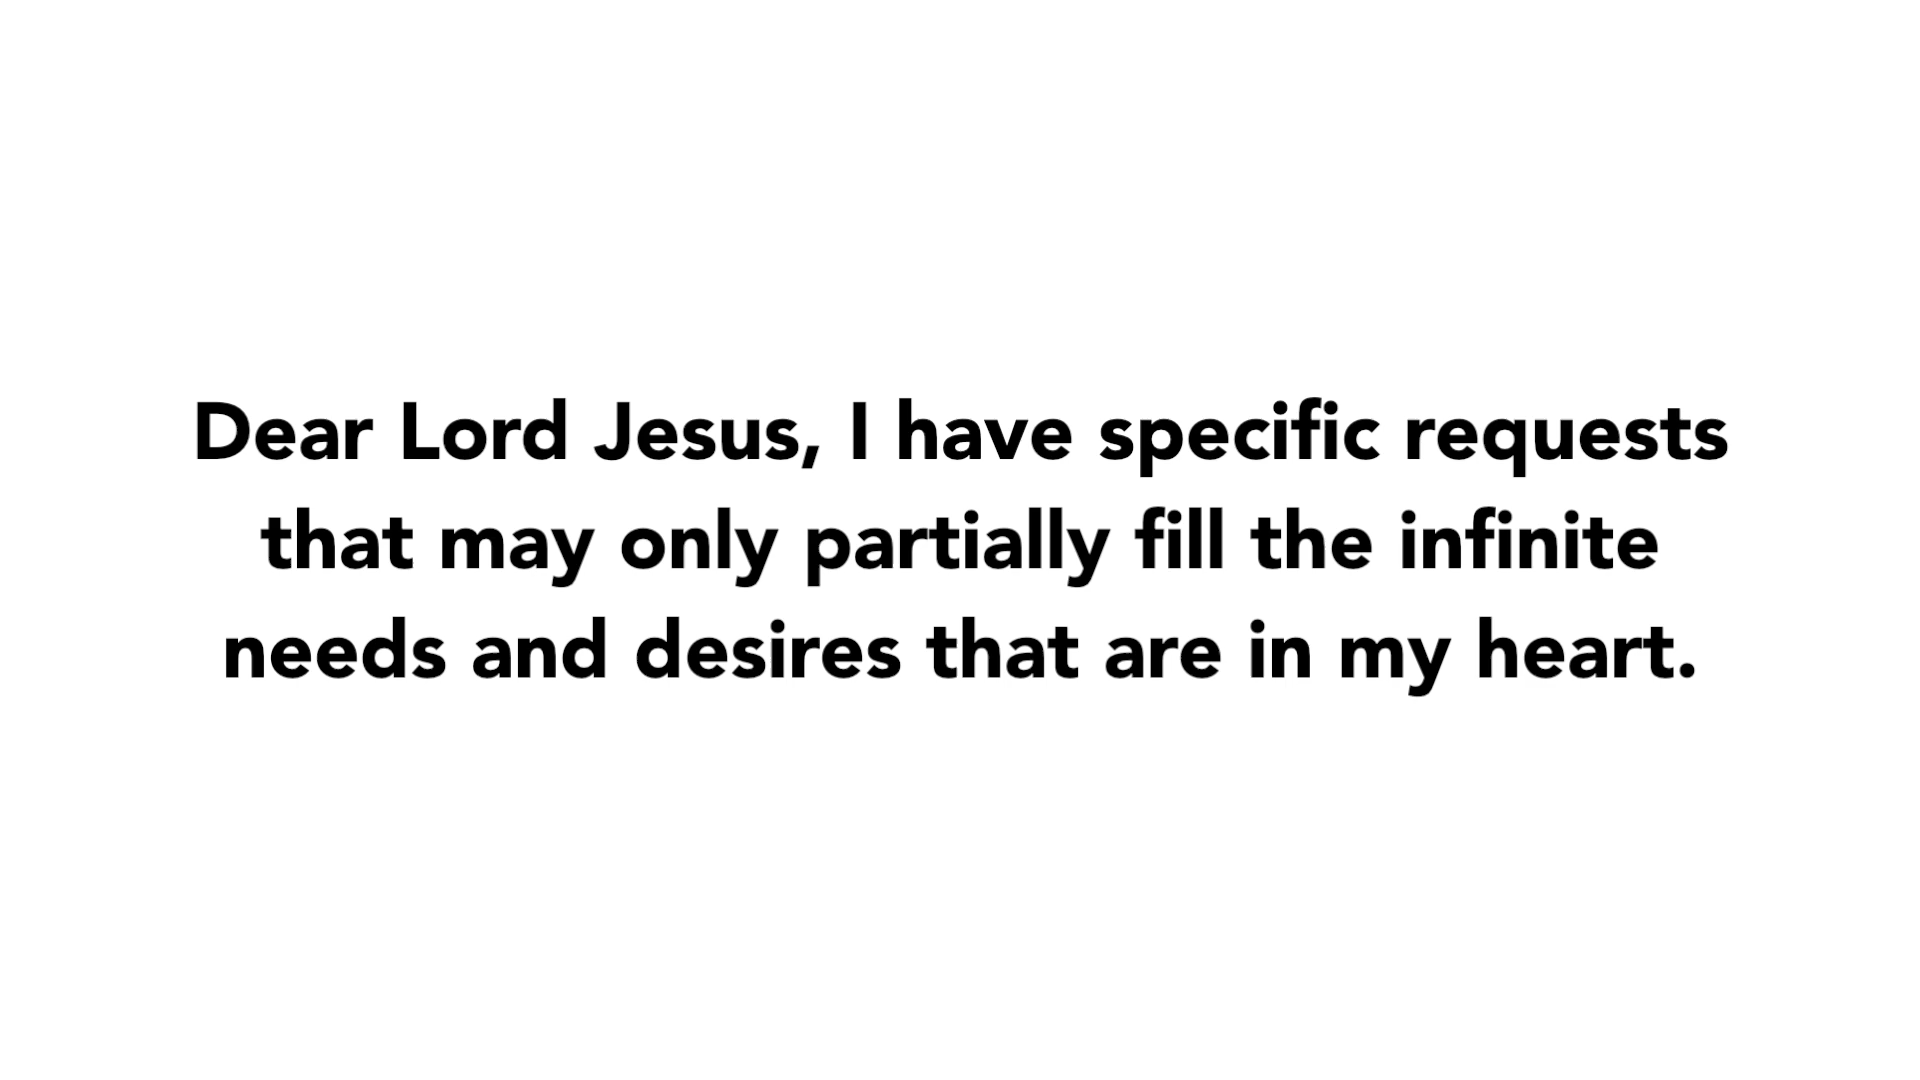 Dear Lord Jesus, I have specific requests
that may only partially fill the infinite
needs and desires that are in my heart.